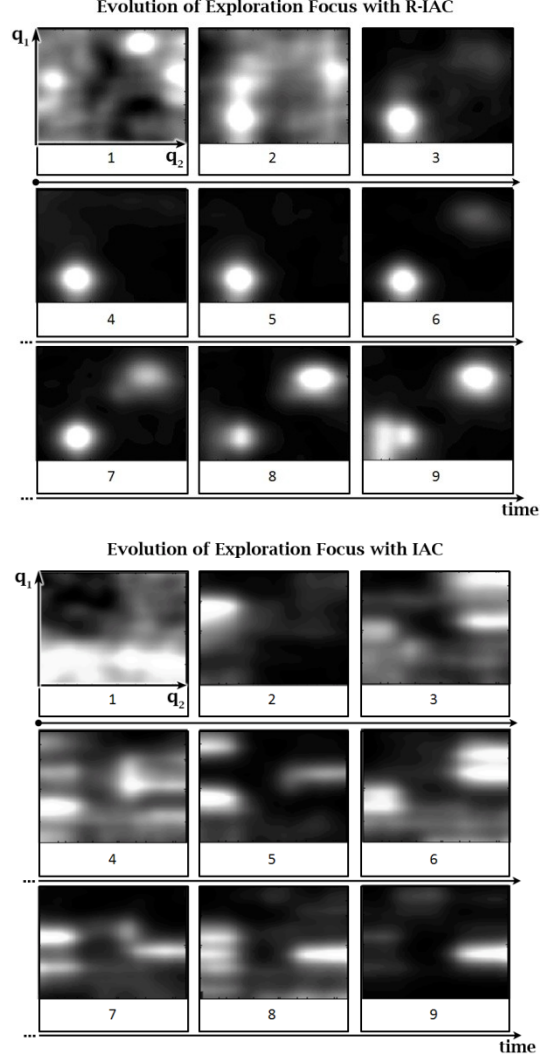 Evolution of Exploration Focus with R-IAC
q1
1 q2
2
3
4
5
6
...
7
8
9
...
time
Evolution of Exploration Focus with IAC
q1
1 q2
2
3
4
5
6
...
7
8
9
...
time